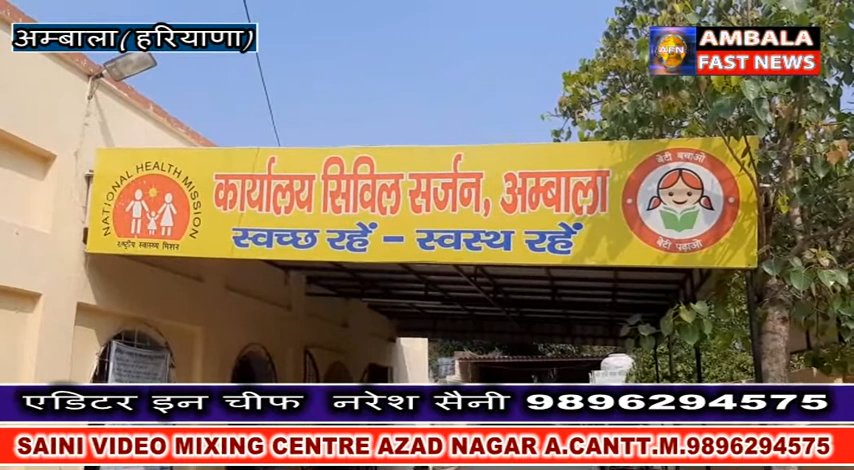 अम्बाला(हरियाणा)
AFN
AMBALA
FAST NEWS
NATIONAL HEALTH MISSION
राष्ट्रीय स्वास्थ्य मिशन
कार्यालय सिविल सर्जन, अम्बाला
स्वच्छ रहें – स्वस्थ रहें
बेटी बचाओ
बेटी पढ़ाओ
एडिटर इन चीफ नरेश सैनी 9896294575
SAINI VIDEO MIXING CENTRE AZAD NAGAR A.CANTT.M.9896294575